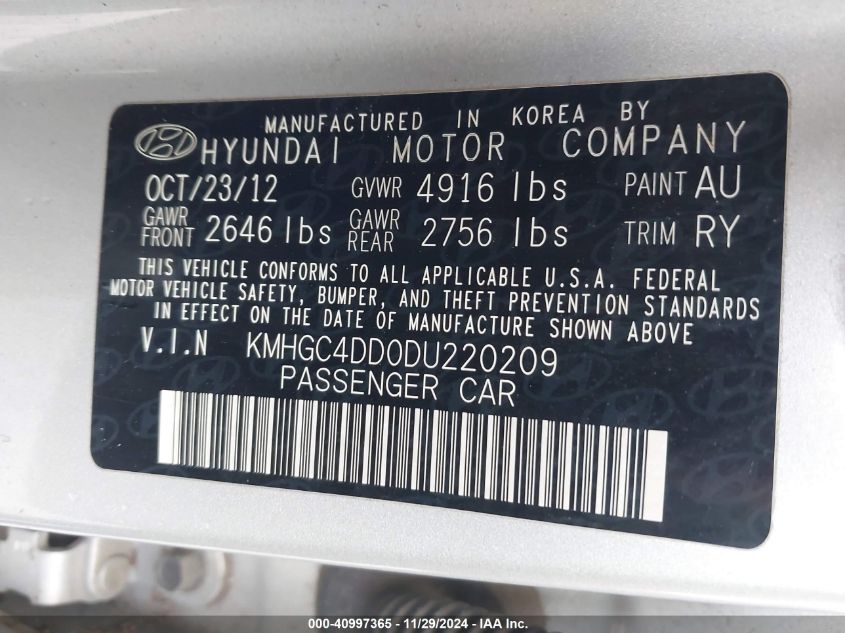 MANUFACTURED IN KOREA BY
HYUNDAI MOTOR COMPANY
OCT/23/12 GVWR 4916 lbs PAINT AU
GAWR FRONT 2646 lbs GAWR REAR 2756 lbs TRIM RY
THIS VEHICLE CONFORMS TO ALL APPLICABLE U.S.A. FEDERAL
MOTOR VEHICLE SAFETY, BUMPER, AND THEFT PREVENTION STANDARDS
IN EFFECT ON THE DATE OF MANUFACTURE SHOWN ABOVE
V.I.N KMHGC4DD0DU220209
PASSENGER CAR
000-40997365 - 11/29/2024 - IAA Inc.